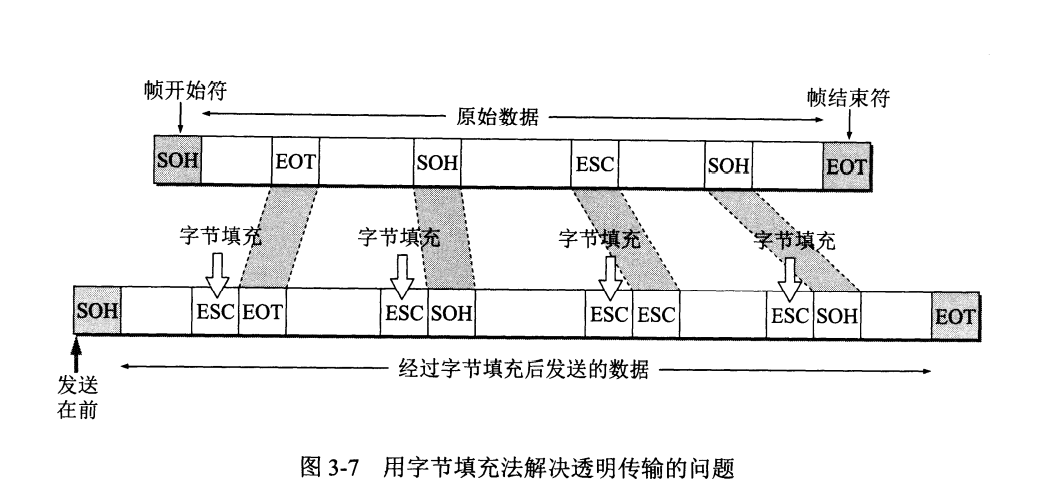 帧开始符
原始数据
帧结束符
SOH EOT SOH ESC SOH EOT
字节填充 字节填充 字节填充 字节填充
SOH ESC EOT ESC SOH ESC ESC ESC SOH EOT
发送
在前
经过字节填充后发送的数据
图 3-7 用字节填充法解决透明传输的问题